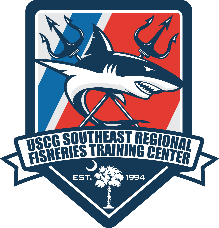 USCG SOUTHEAST REGIONAL
FISHERIES TRAINING CENTER
EST. 1994